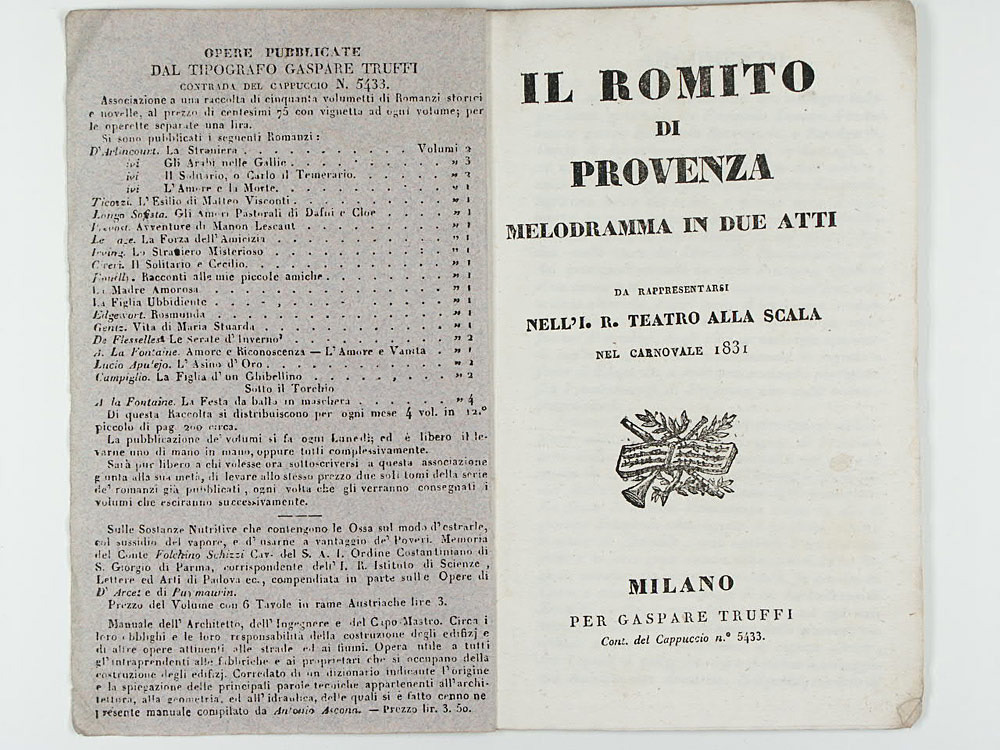 OPERE PUBBLICATE
DAL TIPOGRAFO GASPARE TRUFFI
CONTRADA DEL CAPPUCCIO N. 5433.
Associazione a una raccolta di cinquanta volumetti di Romanzi storici
e novelle, al prezzo di centesimi 75 con vignetta ad ogni volume; per
le operette separate una lira.
Si sono pubblicati i seguenti Romanzi:
D'Arlincourt. La Straniera . . . . . . . . . . . Volumi 2
ivi Gli Arabi nelle Gallie. . . . . . . . . . . . „ 3
ivi Il Solitario, o Carlo il Temerario. . . . . . . „ 2
ivi L'Amore e la Morte. . . . . . . . . . . . „ 1
Ticozzi. L'Esilio di Matteo Visconti . . . . . . . . . „ 1
Longo Sofista. Gli Amori Pastorali di Dafni e Cloe . . . . „ 1
Prevost. Avventure di Manon Lescaut . . . . . . . . „ 1
La Forza dell'Amicizia . . . . . . . . . . „ 1
Irving. Lo Straniero Misterioso . . . . . . . . . . „ 1
Il Solitario e Cecilio. . . . . . . . . . . . „ 1
Racconti alle mie piccole amiche . . . . . . . „ 1
La Madre Amorosa . . . . . . . . . . . . . . „ 1
La Figlia Ubbidiente . . . . . . . . . . . . . „ 1
Edgewort. Rosmunda . . . . . . . . . . . . . „ 1
Gentz. Vita di Maria Stuarda . . . . . . . . . . . „ 1
De Flesselles Le Serate d'Inverno . . . . . . . . . „ 2
A. La Fontaine. Amore e Riconoscenza — L'Amore e Vanità . „ 1
Lucio Apulejo. L'Asino d'Oro . . . . . . . . . . . „ 2
Campiglio. La Figlia d'un Ghibellino . . . . . . . . „ 2
Sotto il Torchio
A la Fontaine. La Festa da ballo in maschera . . . . . . „ 4
Di questa Raccolta si distribuiscono per ogni mese 4 vol. in 12.°
piccolo di pag. 200 circa.
La pubblicazione de' volumi si fa ogni Lunedì; ed è libero il le-
varne uno di mano in mano, oppure tutti complessivamente.
Sarà pur libero a chi volesse ora sottoscriversi a questa associazione
giunta alla sua metà, di levare allo stesso prezzo due soli tomi della serie
de' romanzi già pubblicati, ogni volta che gli verranno consegnati i
volumi che esciranno successivamente.
Sulle Sostanze Nutritive che contengono le Ossa sul modo d'estrarle,
col sussidio del vapore, e d'usarne a vantaggio de' Poveri. Memoria
del Conte Folchino Schizzi Cav. del S. A. I. Ordine Costantiniano di
S. Giorgio di Parma, corrispondente dell'I. R. Istituto di Scienze,
Lettere ed Arti di Padova ec., compendiata in parte sulle Opere di
D'Arcet e di Puymaurin.
Prezzo del Volume con 6 Tavole in rame Austriache lire 3.
Manuale dell'Architetto, dell'Ingegnere e del Capo Mastro. Circa i
loro obblighi e le loro responsabilità della costruzione degli edifizj e
di altre opere attinenti alle strade ed ai fiumi. Opera utile a tutti
gl'intraprendenti alle fabbriche e ai proprietari che si occupano della
costruzione degli edifizj. Corredato di un dizionario indicante l'origine
e la spiegazione delle principali parole tecniche appartenenti all'archi-
tettura, alla geometria, ed all'idraulica, delle quali si è fatto cenno ne
presente manuale compilato da Antonio Ascona. — Prezzo lir. 3. 50.
IL ROMITO
DI
PROVENZA
MELODRAMMA IN DUE ATTI
DA RAPPRESENTARSI
NELL'I. R. TEATRO ALLA SCALA
NEL CARNOVALE 1831
MILANO
PER GASPARE TRUFFI
Cont. del Cappuccio n.° 5433.